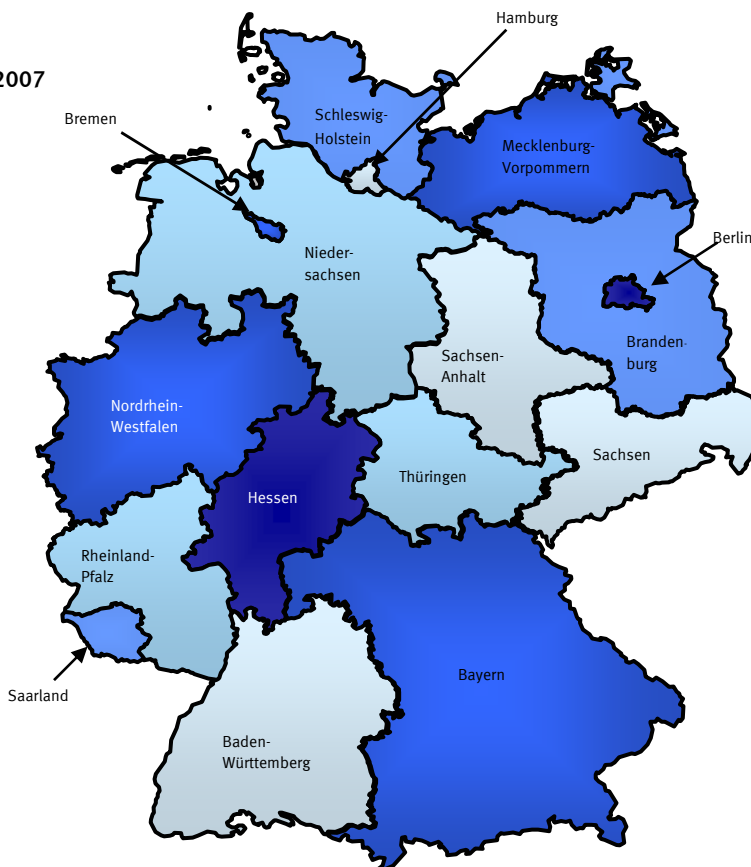 Hamburg
2007
Schleswig-
Holstein
Bremen
Mecklenburg-
Vorpommern
Berlin
Nieder-
sachsen
Branden-
burg
Sachsen-
Anhalt
Nordrhein-
Westfalen
Sachsen
Thüringen
Hessen
Rheinland-
Pfalz
Bayern
Saarland
Baden-
Württemberg